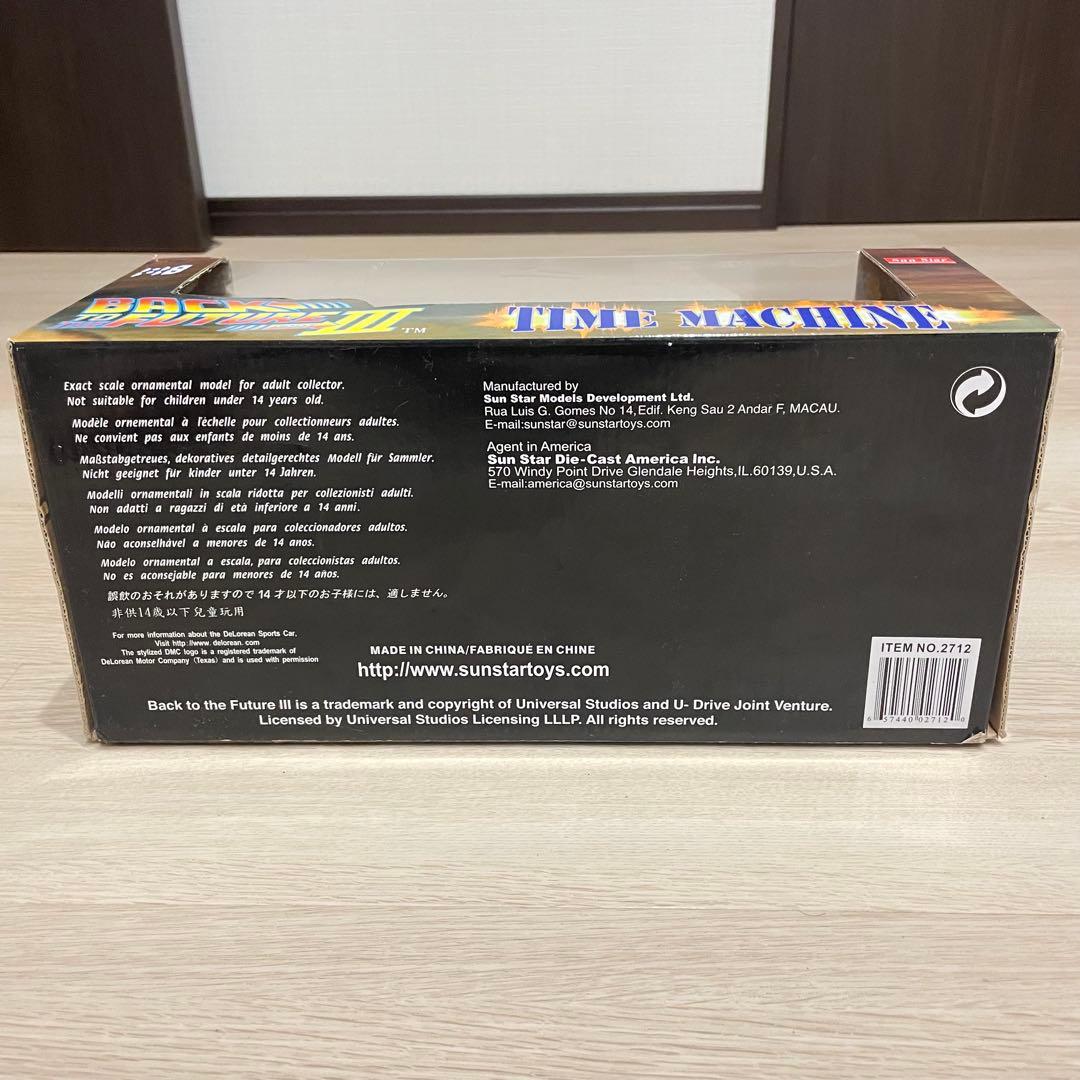 Sun Star
BACK
TO
THE FUTURE
PART III™
TIME MACHINE
Exact scale ornamental model for adult collector.
Not suitable for children under 14 years old.
Modèle ornemental à l'échelle pour collectionneurs adultes.
Ne convient pas aux enfants de moins de 14 ans.
Maßstabgetreues, dekoratives detailgerechtes Modell für Sammler.
Nicht geeignet für kinder unter 14 Jahren.
Modelli ornamentali in scala ridotta per collezionisti adulti.
Non adatti a ragazzi di età inferiore a 14 anni.
Modelo ornamental à escala para coleccionadores adultos.
Não aconselhável a menores de 14 anos.
Modelo ornamental a escala, para coleccionistas adultos.
No es aconsejable para menores de 14 años.
誤飲のおそれがありますので 14 才以下のお子様には、適しません。
非供14歲以下兒童玩用
For more information about the DeLorean Sports Car,
Visit http://www. delorean. com
The stylized DMC logo is a registered trademark of
DeLorean Motor Company (Texas) and is used with permission
Manufactured by
Sun Star Models Development Ltd.
Rua Luis G. Gomes No 14,Edif. Keng Sau 2 Andar F, MACAU.
E-mail:sunstar@sunstartoys.com
Agent in America
Sun Star Die-Cast America Inc.
570 Windy Point Drive Glendale Heights,IL.60139,U.S.A.
E-mail:america@sunstartoys.com
MADE IN CHINA/FABRIQUÉ EN CHINE
http://www.sunstartoys.com
Back to the Future III is a trademark and copyright of Universal Studios and U- Drive Joint Venture.
Licensed by Universal Studios Licensing LLLP. All rights reserved.
ITEM NO.2712
6 57440 02712 0